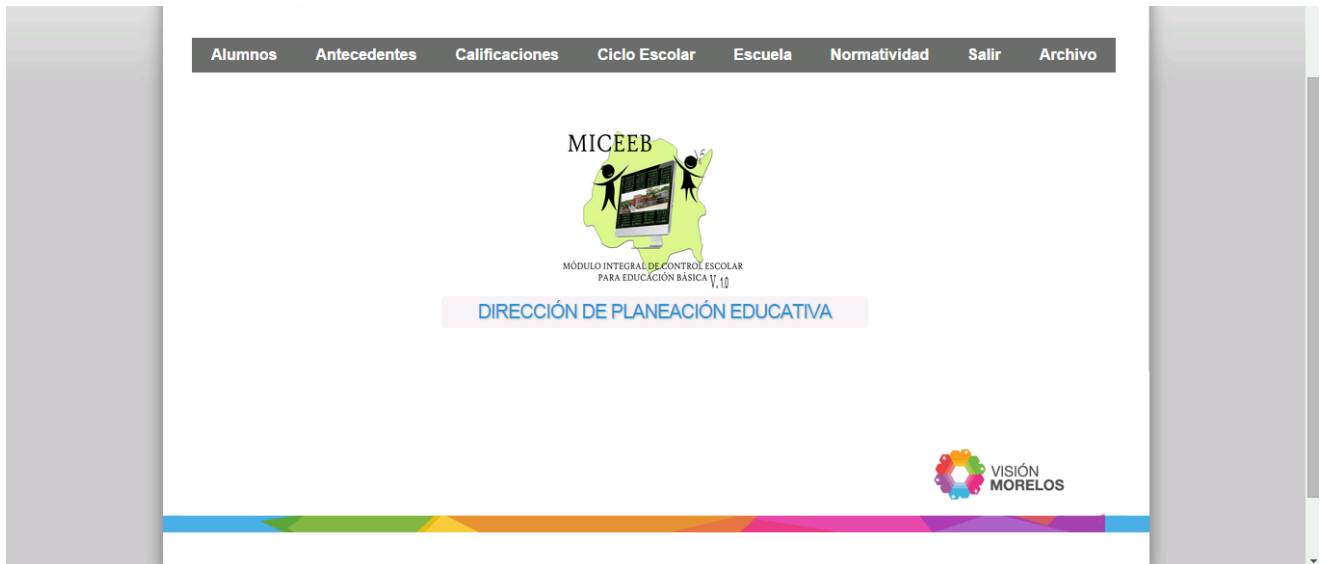 Alumnos Antecedentes Calificaciones Ciclo Escolar Escuela Normatividad Salir Archivo
MICEEB
MÓDULO INTEGRAL DE CONTROL ESCOLAR
PARA EDUCACIÓN BÁSICA V. 1.0
DIRECCIÓN DE PLANEACIÓN EDUCATIVA
VISIÓN
MORELOS